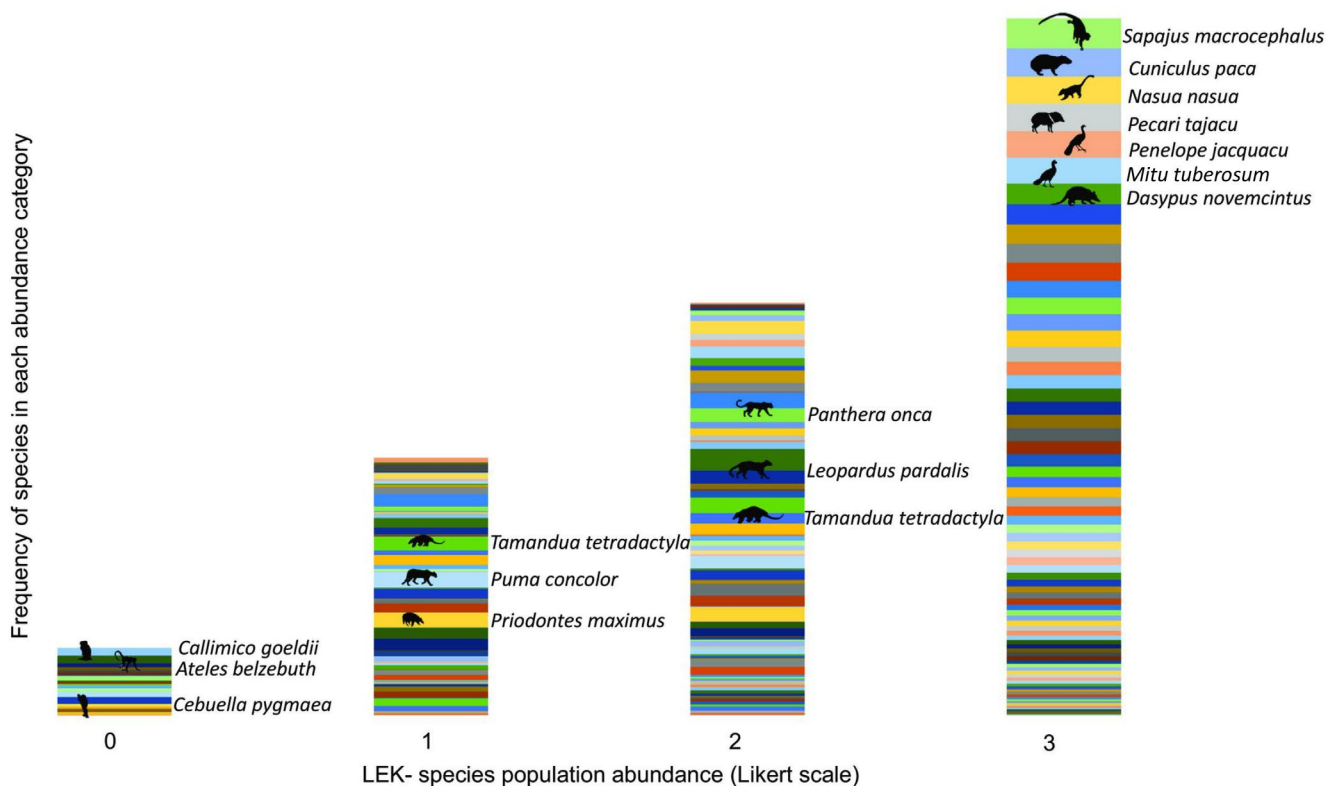 Frequency of species in each abundance category
Sapajus macrocephalus
Cuniculus paca
Nasua nasua
Pecari tajacu
Penelope jacquacu
Mitu tuberosum
Dasypus novemcintus
Panthera onca
Leopardus pardalis
Tamandua tetradactyla
Tamandua tetradactyla
Puma concolor
Priodontes maximus
Callimico goeldii
Ateles belzebuth
Cebuella pygmaea
0
1
2
3
LEK- species population abundance (Likert scale)